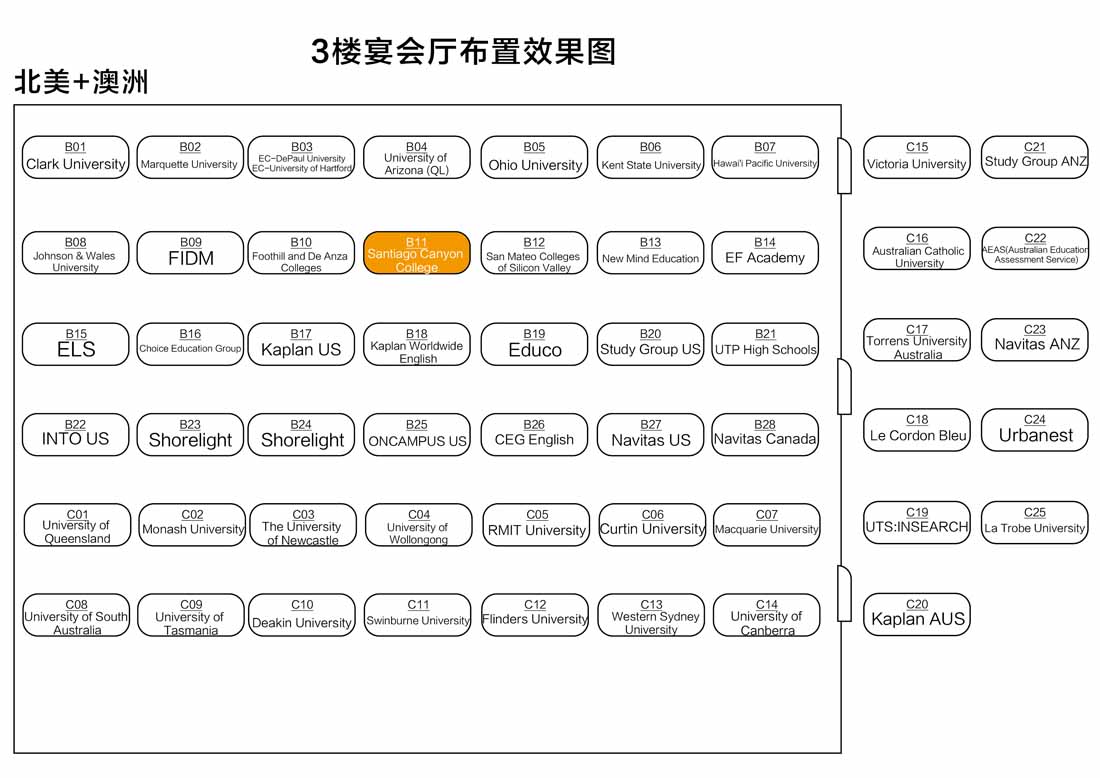 3楼宴会厅布置效果图
北美+澳洲
B01
Clark University
B02
Marquette University
B03
EC-DePaul University
EC-University of Hartford
B04
University of
Arizona (QL)
B05
Ohio University
B06
Kent State University
B07
Hawai'i Pacific University
C15
Victoria University
C21
Study Group ANZ
B08
Johnson & Wales
University
B09
FIDM
B10
Foothill and De Anza
Colleges
B11
Santiago Canyon
College
B12
San Mateo Colleges
of Silicon Valley
B13
New Mind Education
B14
EF Academy
C16
Australian Catholic
University
C22
AEAS(Australian Education
Assessment Service)
B15
ELS
B16
Choice Education Group
B17
Kaplan US
B18
Kaplan Worldwide
English
B19
Educo
B20
Study Group US
B21
UTP High Schools
C17
Torrens University
Australia
C23
Navitas ANZ
B22
INTO US
B23
Shorelight
B24
Shorelight
B25
ONCAMPUS US
B26
CEG English
B27
Navitas US
B28
Navitas Canada
C18
Le Cordon Bleu
C24
Urbanest
C01
University of
Queensland
C02
Monash University
C03
The University
of Newcastle
C04
University of
Wollongong
C05
RMIT University
C06
Curtin University
C07
Macquarie University
C19
UTS:INSEARCH
C25
La Trobe University
C08
University of South
Australia
C09
University of
Tasmania
C10
Deakin University
C11
Swinburne University
C12
Flinders University
C13
Western Sydney
University
C14
University of
Canberra
C20
Kaplan AUS